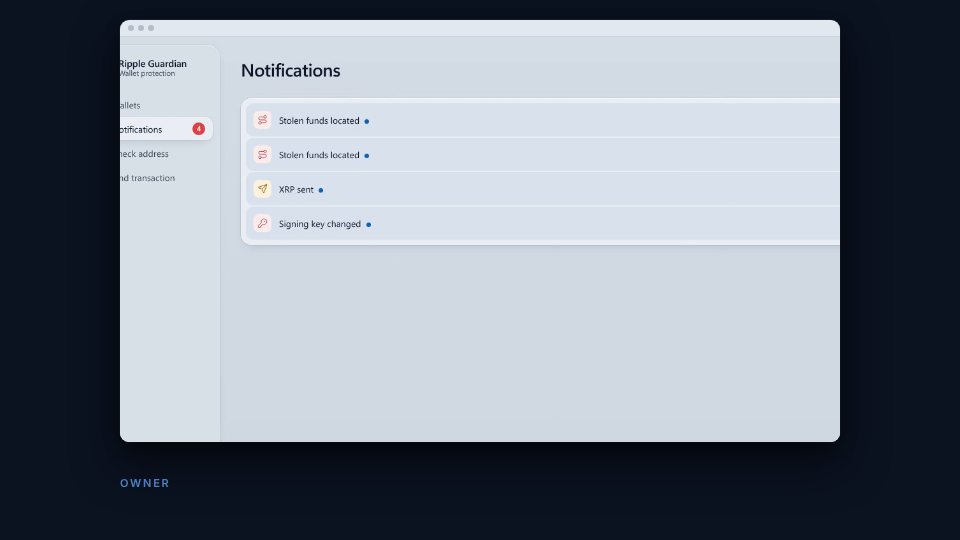 Ripple Guardian
Wallet protection
allets
otifications 4
heck address
nd transaction
Notifications
Stolen funds located
Stolen funds located
XRP sent
Signing key changed
OWNER